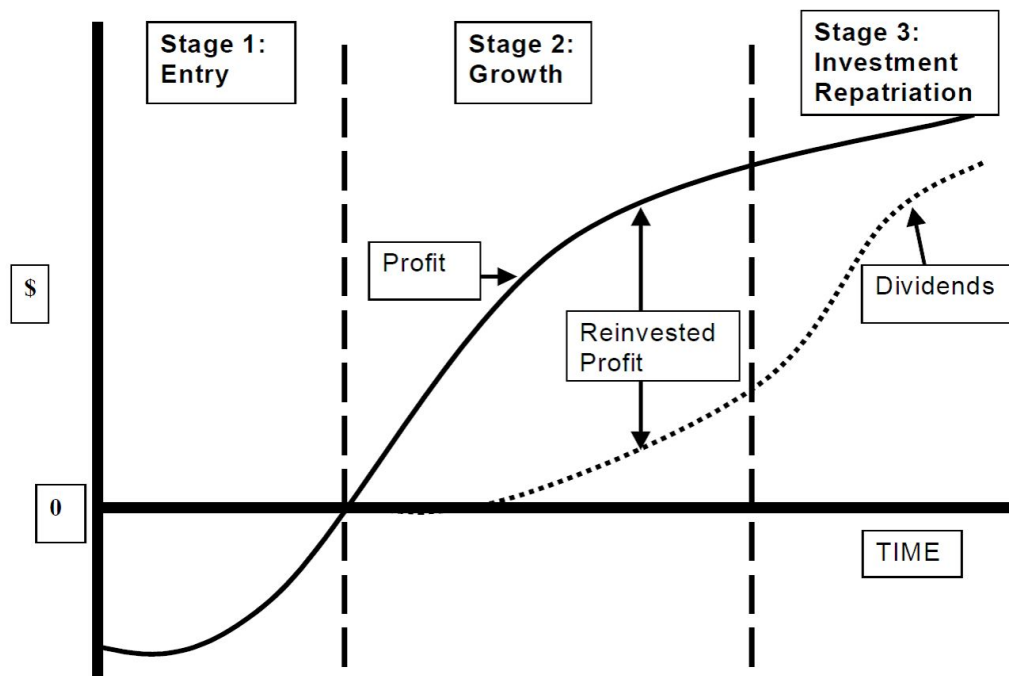 Stage 1:
Entry
Stage 2:
Growth
Stage 3:
Investment
Repatriation
Profit
$
Dividends
Reinvested
Profit
0
TIME